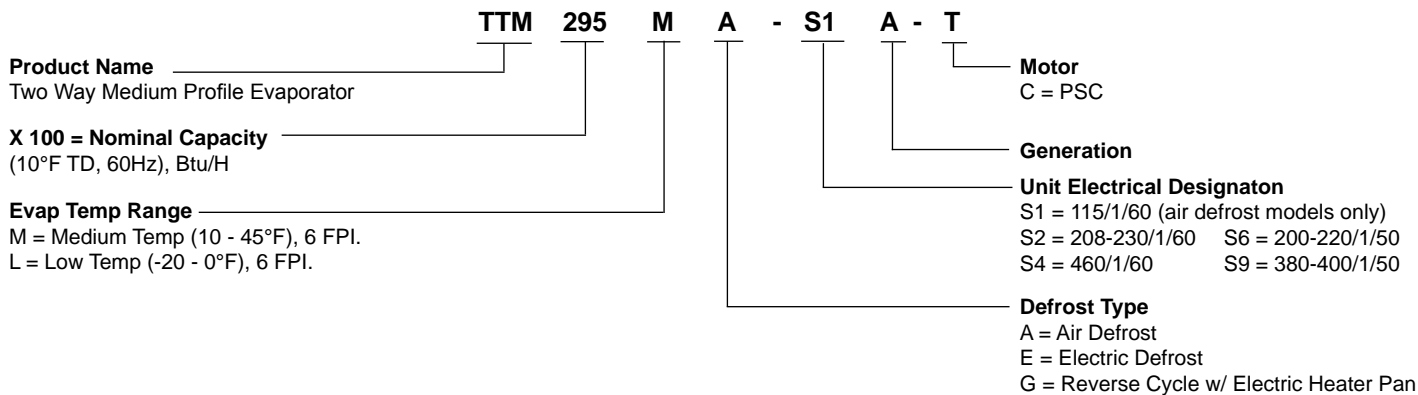 TTM 295 M A - S1 A - T
Product Name
Two Way Medium Profile Evaporator
X 100 = Nominal Capacity
(10°F TD, 60Hz), Btu/H
Evap Temp Range
M = Medium Temp (10 - 45°F), 6 FPI.
L = Low Temp (-20 - 0°F), 6 FPI.
Motor
C = PSC
Generation
Unit Electrical Designaton
S1 = 115/1/60 (air defrost models only)
S2 = 208-230/1/60 S6 = 200-220/1/50
S4 = 460/1/60 S9 = 380-400/1/50
Defrost Type
A = Air Defrost
E = Electric Defrost
G = Reverse Cycle w/ Electric Heater Pan